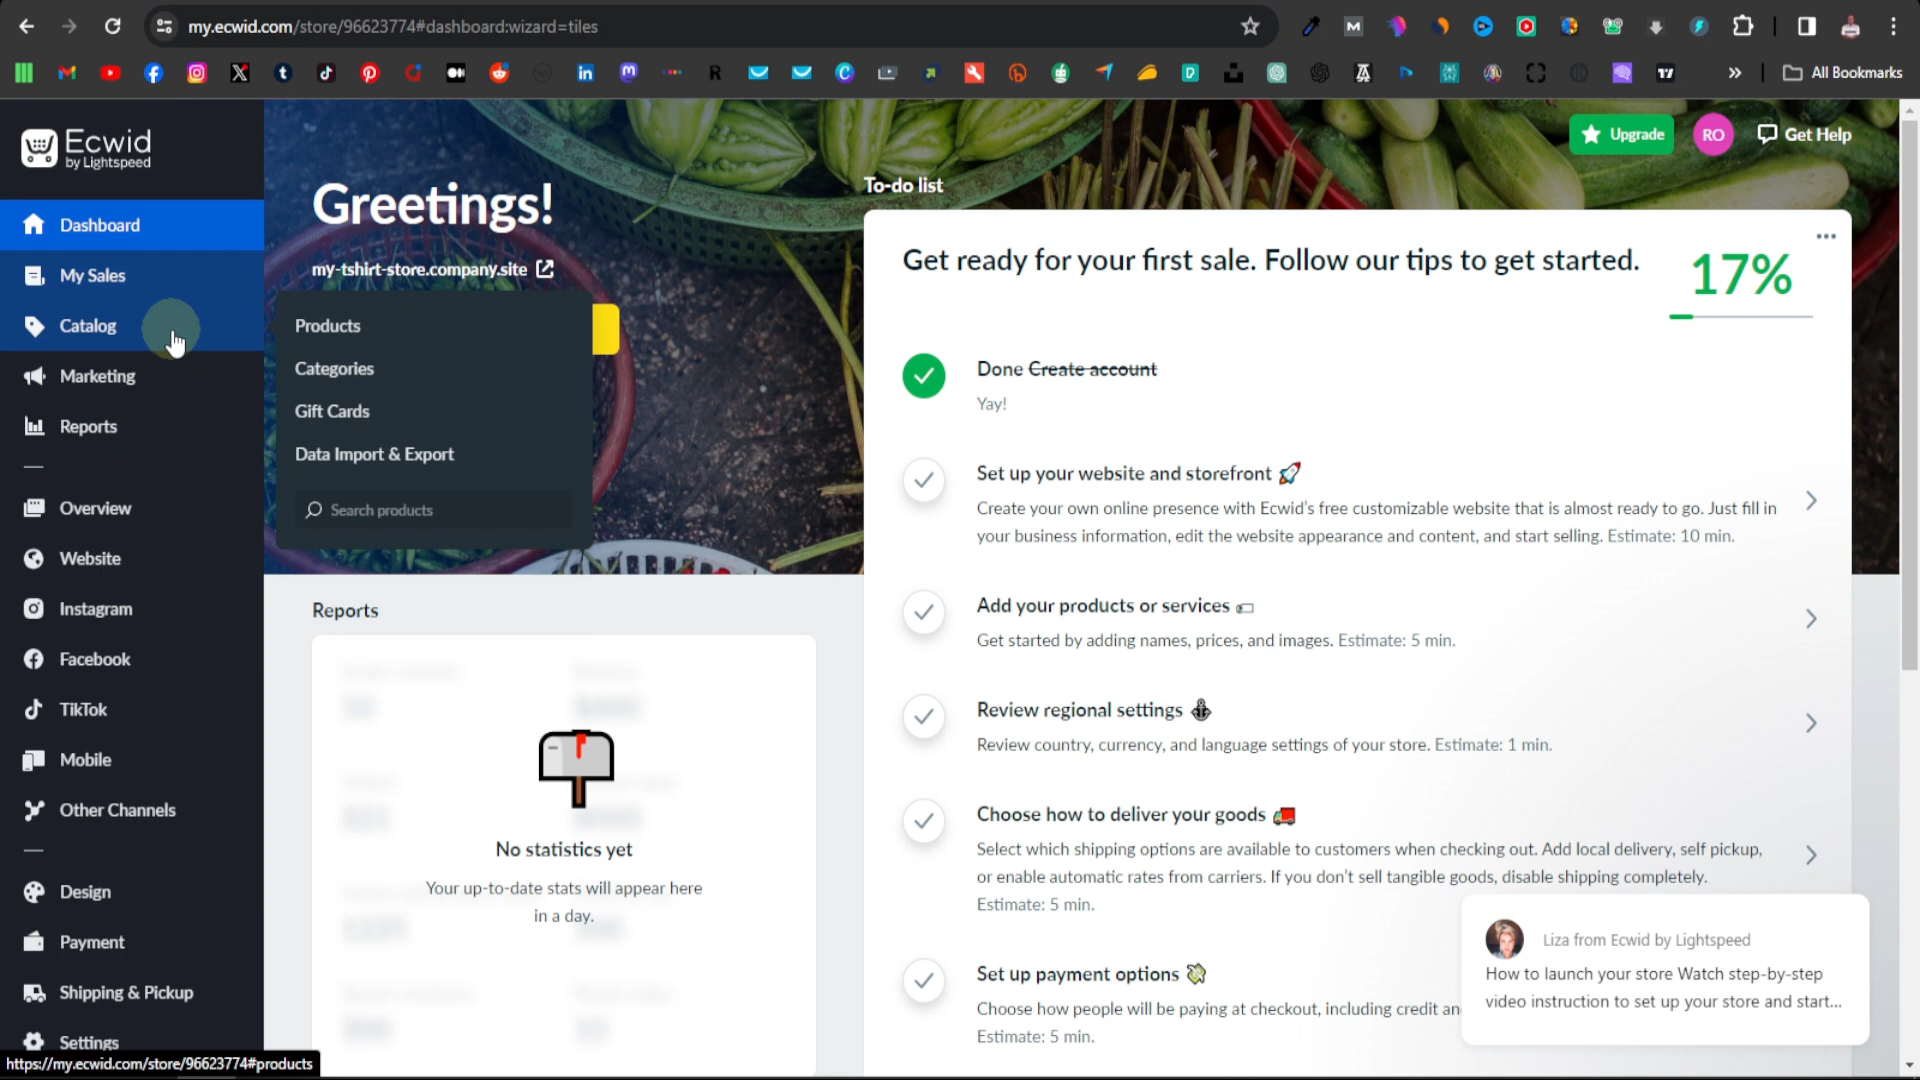 my.ecwid.com/store/96623774#dashboard:wizard=tiles
All Bookmarks
Ecwid
by Lightspeed
Dashboard
My Sales
Catalog
Marketing
Reports
Overview
Website
Instagram
Facebook
TikTok
Mobile
Other Channels
Design
Payment
Shipping & Pickup
Settings
https://my.ecwid.com/store/96623774#products
Upgrade
RO
Get Help
Greetings!
my-tshirt-store.company.site
Products
Categories
Gift Cards
Data Import & Export
Search products
Reports
No statistics yet
Your up-to-date stats will appear here
in a day.
To-do list
Get ready for your first sale. Follow our tips to get started.
17%
Done Create account
Yay!
Set up your website and storefront 🚀
Create your own online presence with Ecwid's free customizable website that is almost ready to go. Just fill in
your business information, edit the website appearance and content, and start selling. Estimate: 10 min.
Add your products or services
Get started by adding names, prices, and images. Estimate: 5 min.
Review regional settings
Review country, currency, and language settings of your store. Estimate: 1 min.
Choose how to deliver your goods 🚚
Select which shipping options are available to customers when checking out. Add local delivery, self pickup,
or enable automatic rates from carriers. If you don't sell tangible goods, disable shipping completely.
Estimate: 5 min.
Set up payment options 💸
Choose how people will be paying at checkout, including credit an
Estimate: 5 min.
Liza from Ecwid by Lightspeed
How to launch your store Watch step-by-step
video instruction to set up your store and start...